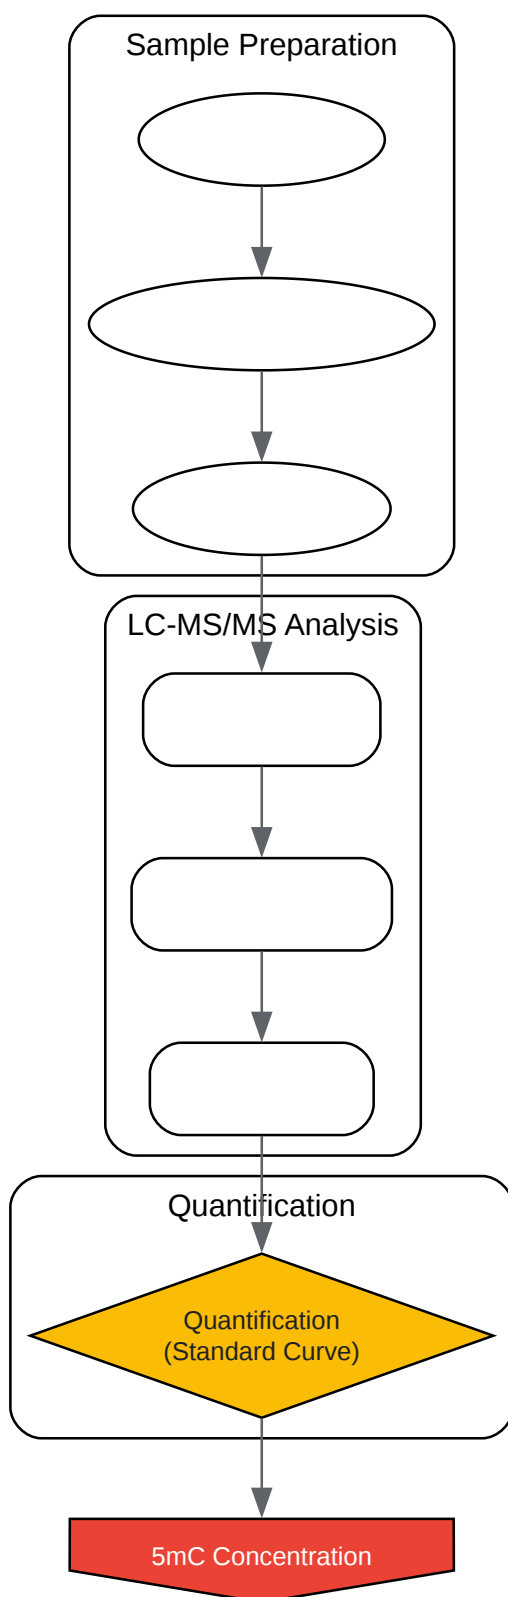 Sample Preparation
LC-MS/MS Analysis
Quantification
Quantification
(Standard Curve)
5mC Concentration